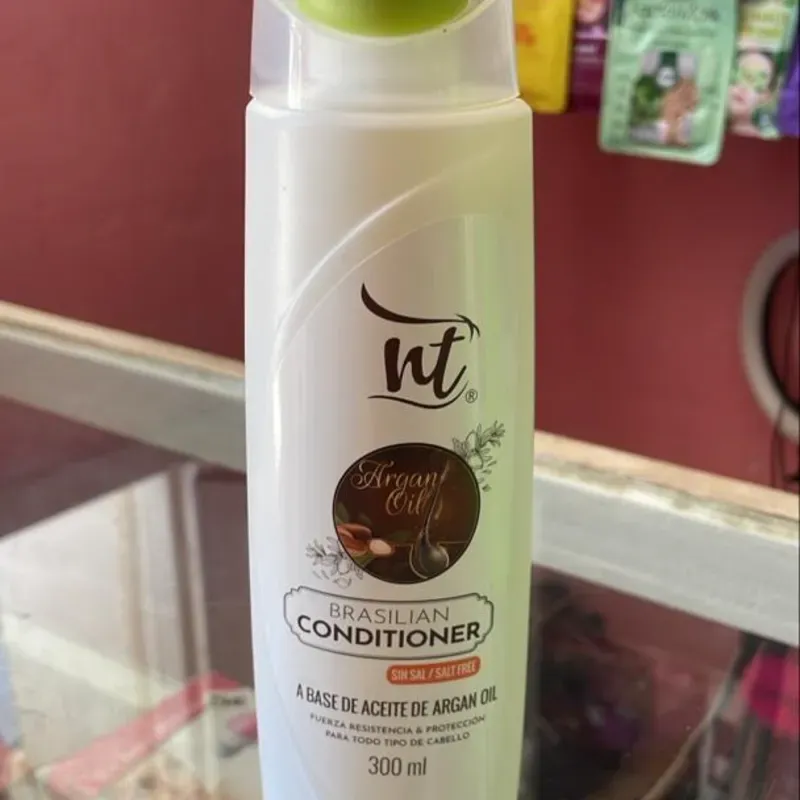 nt
®
Argan
Oil
BRASILIAN
CONDITIONER
SIN SAL / SALT FREE
A BASE DE ACEITE DE ARGAN OIL
FUERZA RESISTENCIA & PROTECCIÓN
PARA TODO TIPO DE CABELLO
300 ml